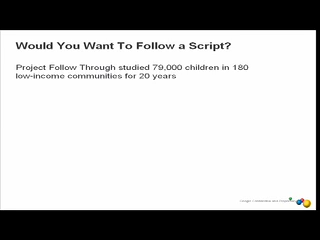 Would You Want To Follow a Script?
Project Follow Through studied 79,000 children in 180
low-income communities for 20 years